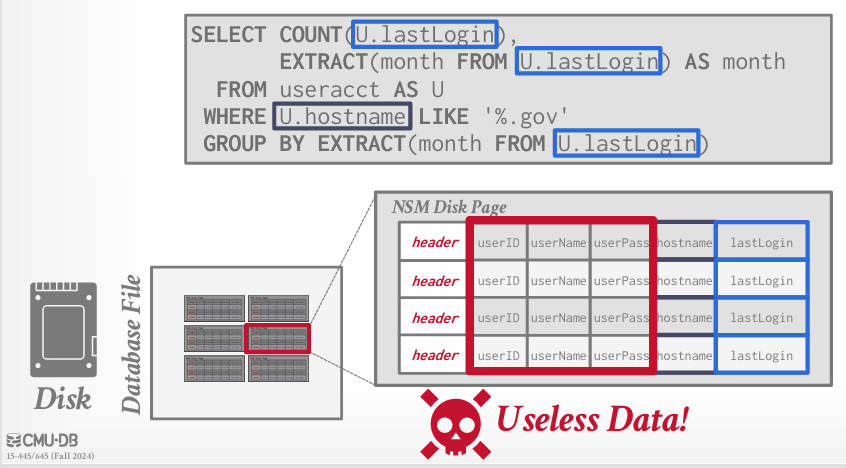 SELECT COUNT(U.lastLogin),
EXTRACT(month FROM U.lastLogin) AS month
FROM useracct AS U
WHERE U.hostname LIKE '%.gov'
GROUP BY EXTRACT(month FROM U.lastLogin)
NSM Disk Page
header userID userName userPass hostname lastLogin
header userID userName userPass hostname lastLogin
header userID userName userPass hostname lastLogin
header userID userName userPass hostname lastLogin
Database File
Disk
Useless Data!
CMU·DB
15-445/645 (Fall 2024)